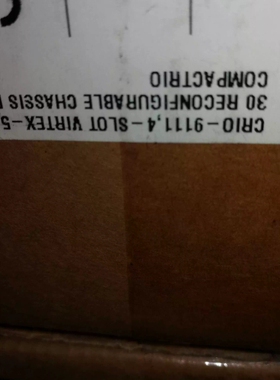 CRIO-9111,4-SLOT VIRTEX-5
30 RECONFIGURABLE CHASSIS
COMPACTRIO